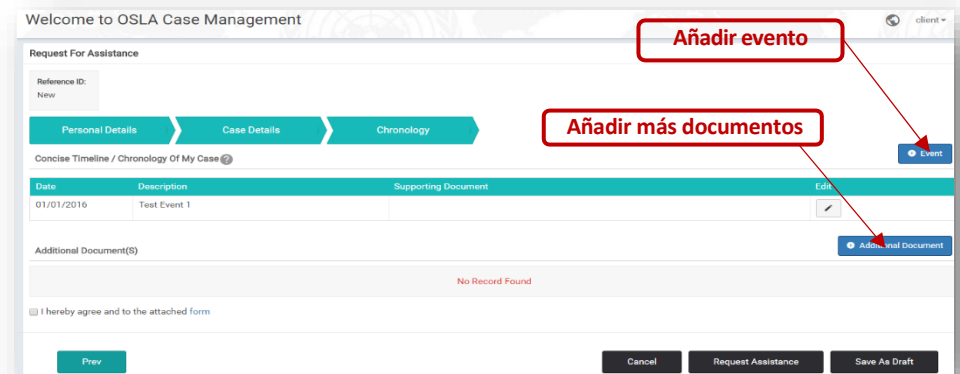 Welcome to OSLA Case Management
client
Añadir evento
Request For Assistance
Reference ID:
New
Personal Details
Case Details
Chronology
Añadir más documentos
Concise Timeline / Chronology Of My Case
Event
Date Description Supporting Document Edit
01/01/2016 Test Event 1
Additional Document(S)
Additional Document
No Record Found
I hereby agree and to the attached form
Prev
Cancel
Request Assistance
Save As Draft